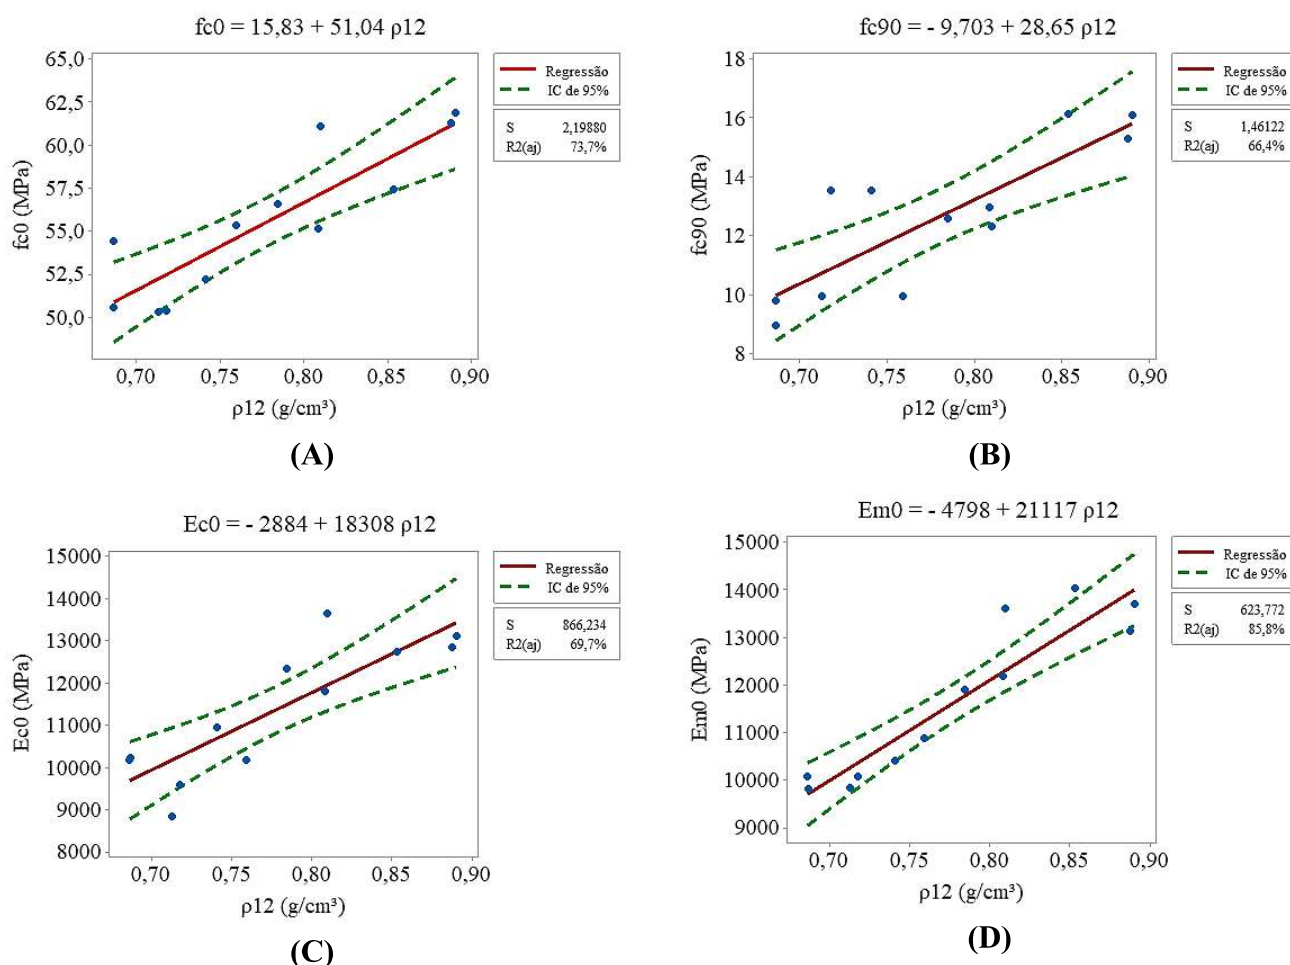 fc0 = 15,83 + 51,04 ρ12
65,0
62,5
60,0
57,5
55,0
52,5
50,0
fc0 (MPa)
0,70 0,75 0,80 0,85 0,90
ρ12 (g/cm³)
Regressão
IC de 95%
S 2,19880
R2(aj) 73,7%
(A)
fc90 = - 9,703 + 28,65 ρ12
18
16
14
12
10
8
fc90 (MPa)
0,70 0,75 0,80 0,85 0,90
ρ12 (g/cm³)
Regressão
IC de 95%
S 1,46122
R2(aj) 66,4%
(B)
Ec0 = - 2884 + 18308 ρ12
15000
14000
13000
12000
11000
10000
9000
8000
Ec0 (MPa)
0,70 0,75 0,80 0,85 0,90
ρ12 (g/cm³)
Regressão
IC de 95%
S 866,234
R2(aj) 69,7%
(C)
Em0 = - 4798 + 21117 ρ12
15000
14000
13000
12000
11000
10000
9000
Em0 (MPa)
0,70 0,75 0,80 0,85 0,90
ρ12 (g/cm³)
Regressão
IC de 95%
S 623,772
R2(aj) 85,8%
(D)